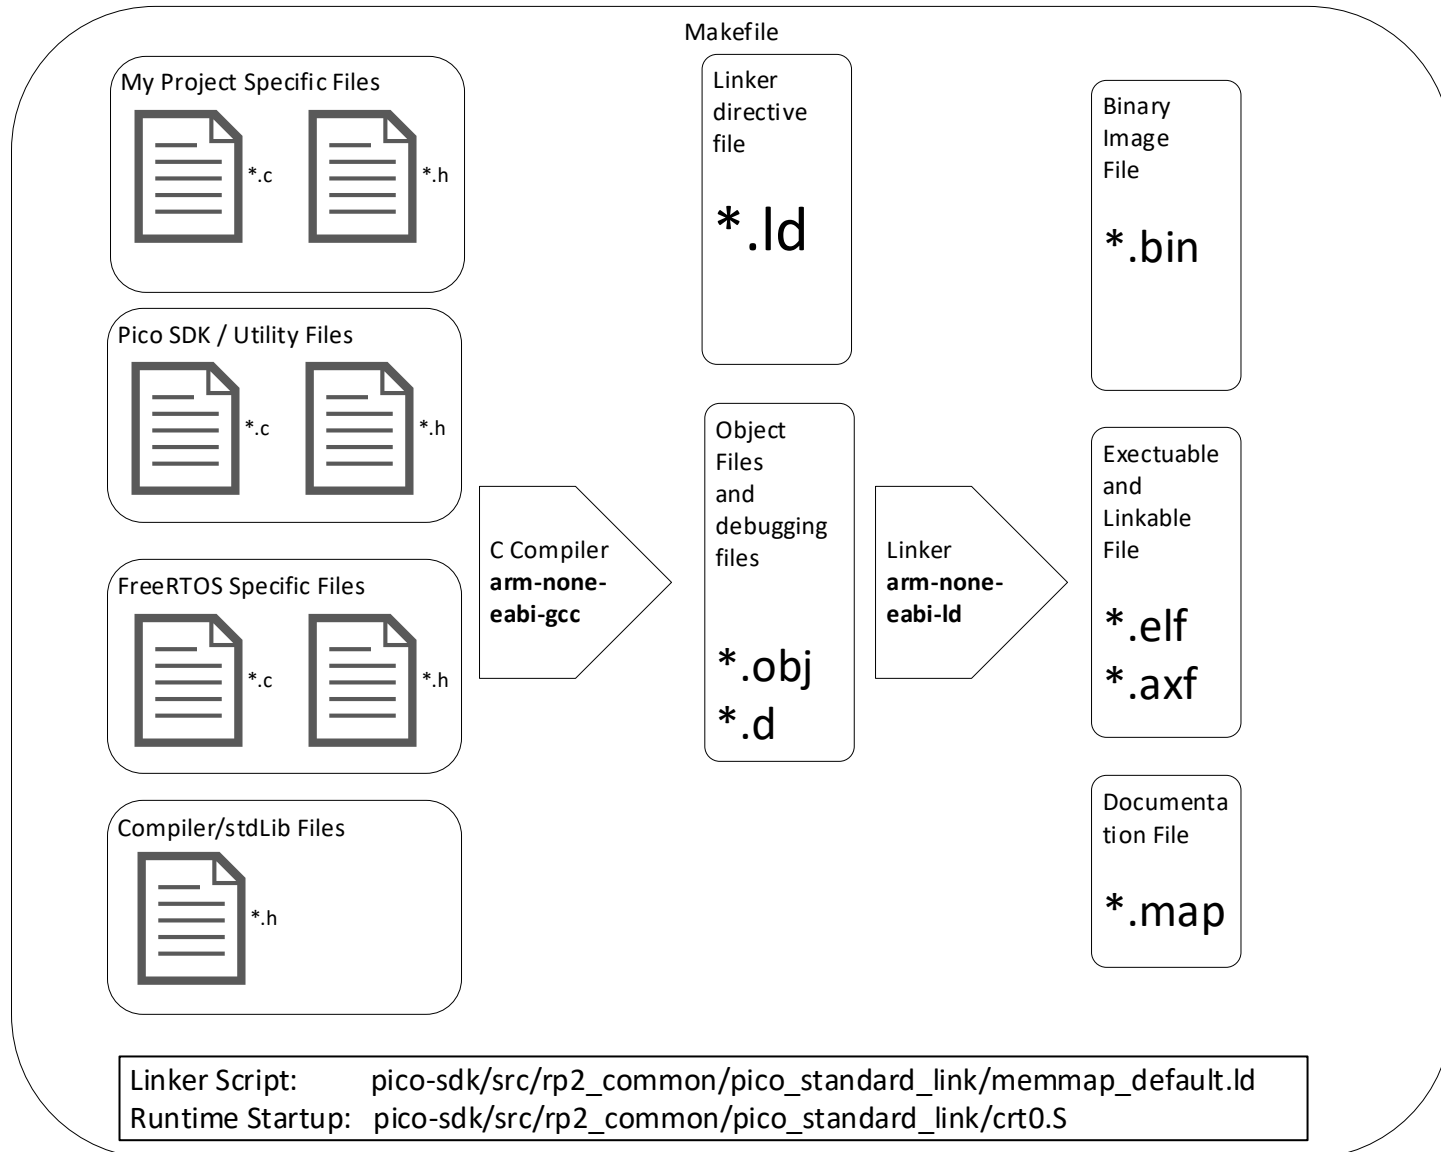 Makefile
My Project Specific Files
*.c
*.h
Pico SDK / Utility Files
*.c
*.h
FreeRTOS Specific Files
*.c
*.h
Compiler/stdLib Files
*.h
C Compiler
arm-none-
eabi-gcc
Linker
directive
file
*.ld
Object
Files
and
debugging
files
*.obj
*.d
Linker
arm-none-
eabi-ld
Binary
Image
File
*.bin
Exectuable
and
Linkable
File
*.elf
*.axf
Documenta
tion File
*.map
Linker Script: pico-sdk/src/rp2_common/pico_standard_link/memmap_default.ld
Runtime Startup: pico-sdk/src/rp2_common/pico_standard_link/crt0.S